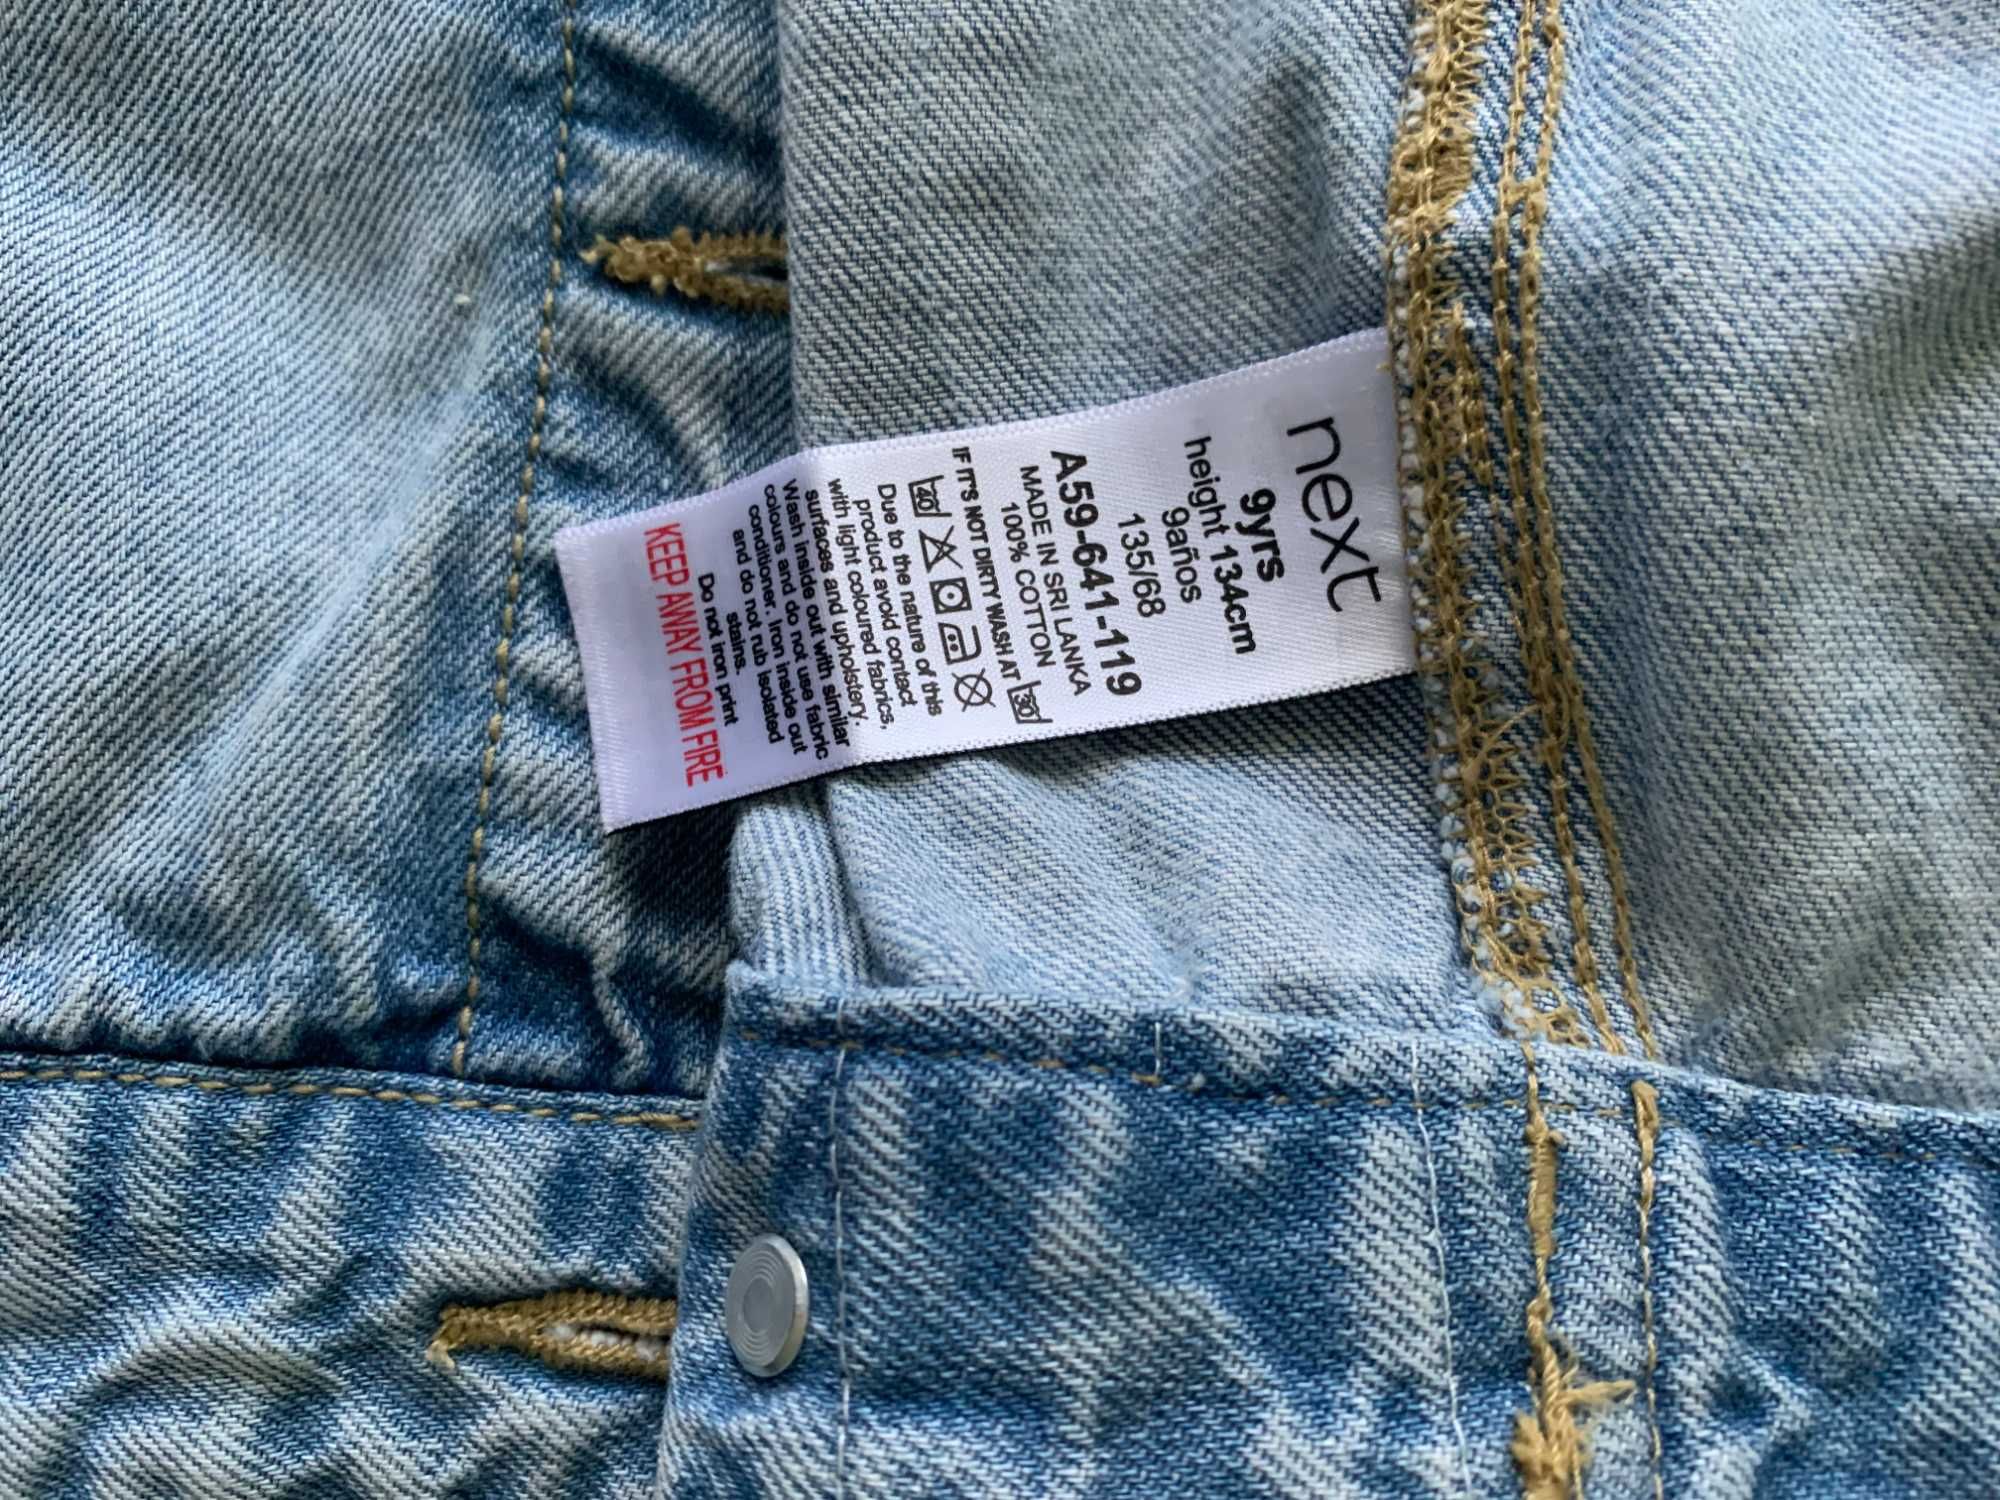 next
9yrs
height 134cm
9años
135/68
A59-641-119
MADE IN SRI LANKA
100% COTTON
IF IT'S NOT DIRTY WASH AT 30
40
Due to the nature of this
product avoid contact
with light coloured fabrics,
surfaces and upholstery.
Wash inside out with similar
colours and do not use fabric
conditioner. Iron inside out
and do not rub isolated
stains.
Do not iron print
KEEP AWAY FROM FIRE